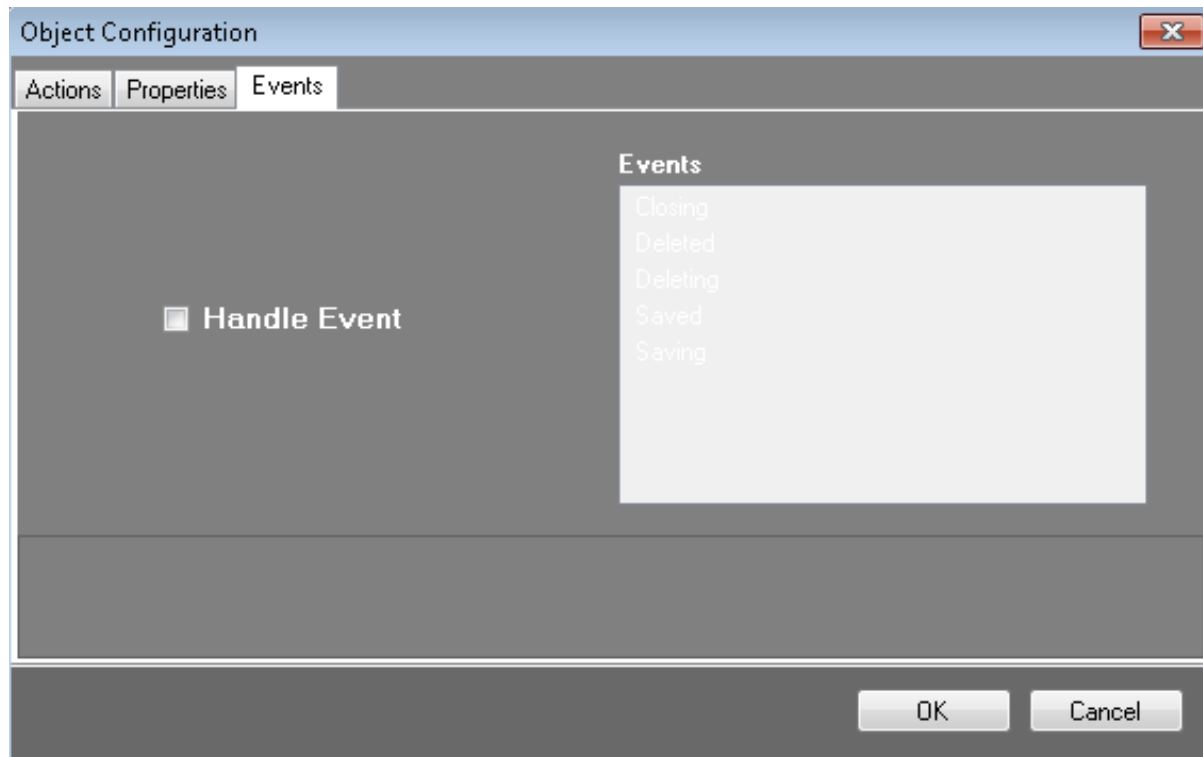 Object Configuration
Actions Properties Events
Events
Closing
Deleted
Deleting
Saved
Saving
Handle Event
OK Cancel